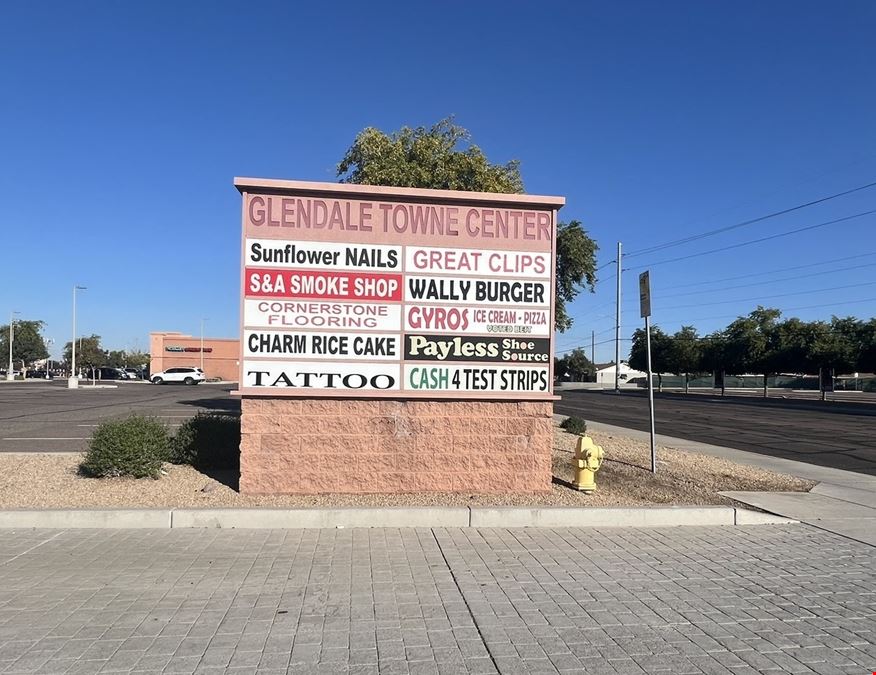 GLENDALE TOWNE CENTER
Sunflower NAILS
GREAT CLIPS
S&A SMOKE SHOP
WALLY BURGER
CORNERSTONE
FLOORING
GYROS ICE CREAM - PIZZA
VOTED BEST
CHARM RICE CAKE
Payless Shoe
Source
TATTOO
CASH 4 TEST STRIPS